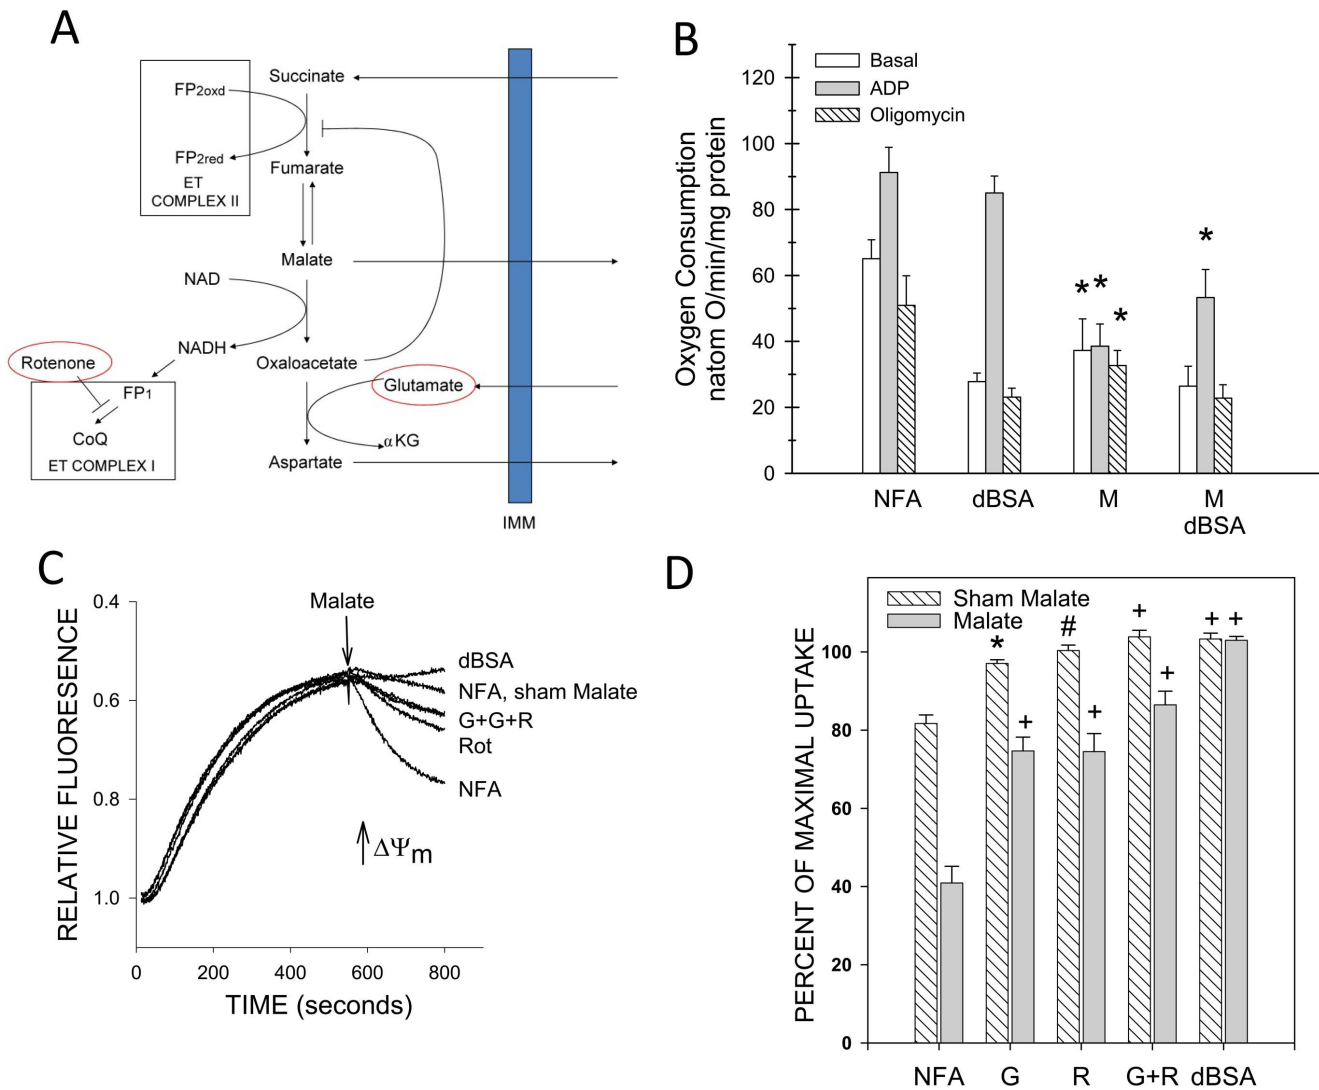 A
Succinate
FP2oxd
FP2red
ET
COMPLEX II
Fumarate
Malate
NAD
NADH
Rotenone
FP1
CoQ
ET COMPLEX I
Oxaloacetate
Glutamate
αKG
Aspartate
IMM
B
Basal
ADP
Oligomycin
Oxygen Consumption
natom O/min/mg protein
120
100
80
60
40
20
0
* * *
*
NFA dBSA M M
dBSA
C
RELATIVE FLUORESENCE
0.4
0.6
0.8
1.0
Malate
dBSA
NFA, sham Malate
G+G+R
Rot
NFA
ΔΨm
0 200 400 600 800
TIME (seconds)
D
Sham Malate
Malate
PERCENT OF MAXIMAL UPTAKE
100
80
60
40
20
0
* + # + + + + +
NFA G R G+R dBSA